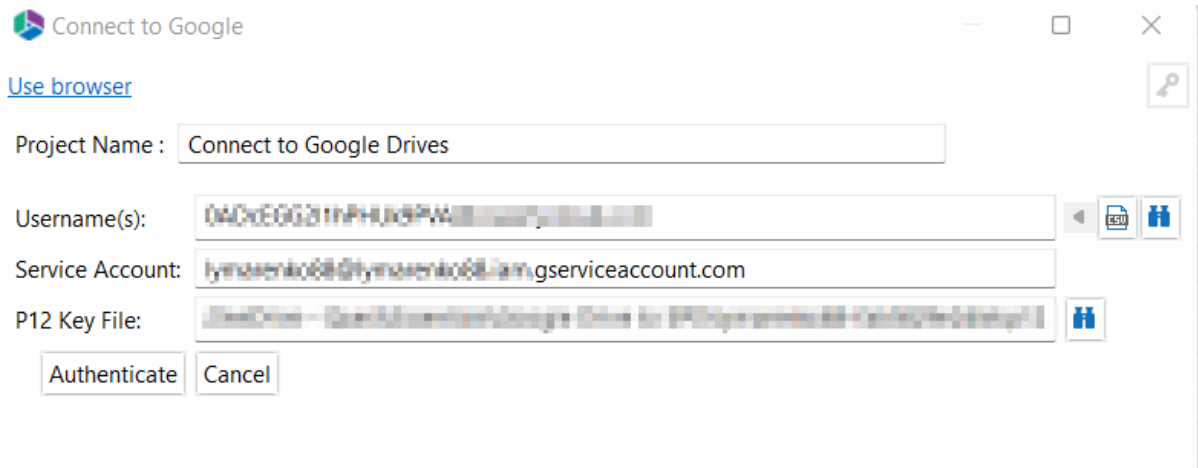 Connect to Google
Use browser
Project Name : Connect to Google Drives
Username(s):
CSV
Service Account: .gserviceaccount.com
P12 Key File:
Authenticate Cancel